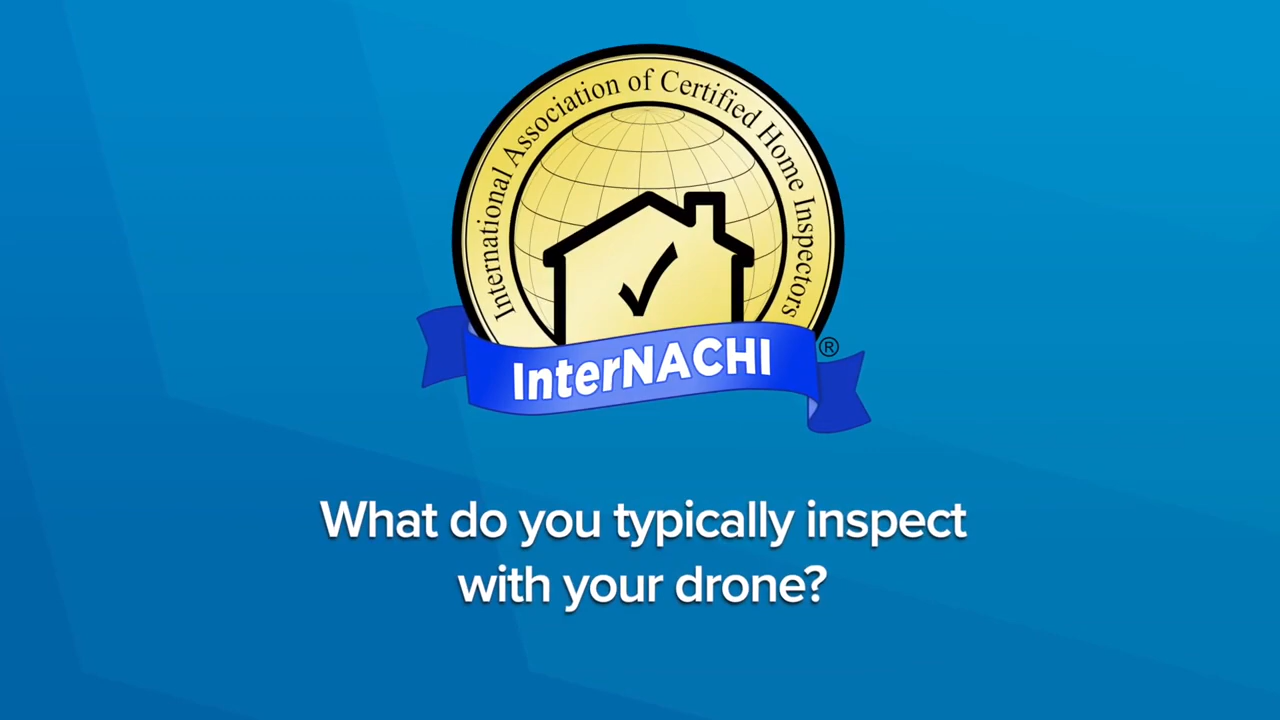 International Association of Certified Home Inspectors
InterNACHI
®
What do you typically inspect
with your drone?